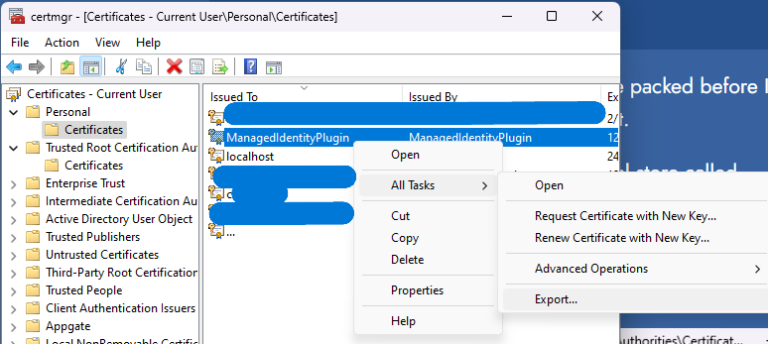 certmgr - [Certificates - Current User\Personal\Certificates]
File Action View Help
Certificates - Current User
Personal
Certificates
Trusted Root Certification Aut
Certificates
Enterprise Trust
Intermediate Certification Au
Active Directory User Object
Trusted Publishers
Untrusted Certificates
Third-Party Root Certification
Trusted People
Client Authentication Issuers
Appgate
Local NonRemovable Certific
Issued To Issued By Ex
2/
ManagedIdentityPlugin ManagedIdentityPlugin 12
localhost 24
c
...
Open
All Tasks
Cut
Copy
Delete
Properties
Help
Open
Request Certificate with New Key...
Renew Certificate with New Key...
Advanced Operations
Export...
packed before I
t.
l store called
uthorities\Certificat...